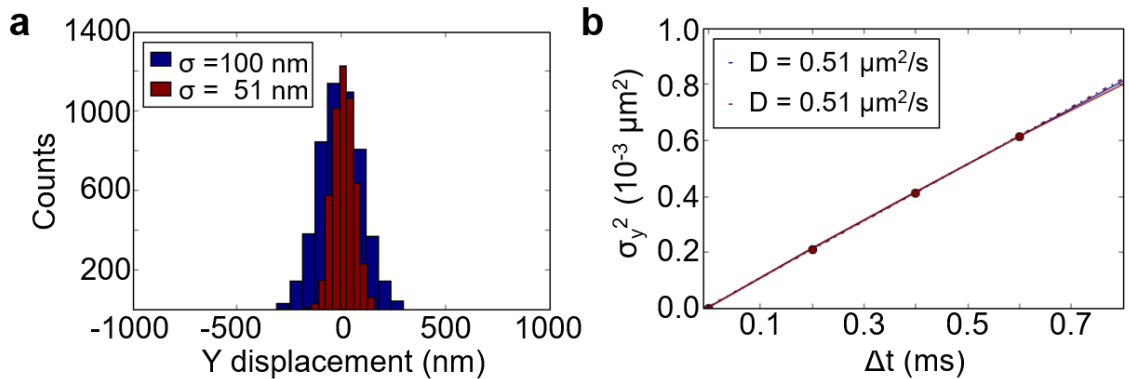 a
1400
1000
600
200
Counts
σ =100 nm
σ = 51 nm
-1000 -500 0 500 1000
Y displacement (nm)
b
1.0
0.8
0.6
0.4
0.2
0.0
σy² (10⁻³ μm²)
D = 0.51 μm²/s
D = 0.51 μm²/s
0.1 0.3 0.5 0.7
Δt (ms)